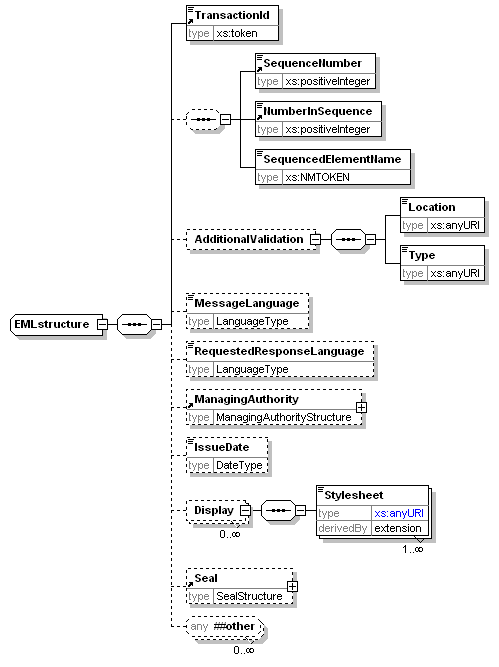 TransactionId
type xs:token
SequenceNumber
type xs:positiveInteger
NumberInSequence
type xs:positiveInteger
SequencedElementName
type xs:NMTOKEN
AdditionalValidation
Location
type xs:anyURI
Type
type xs:anyURI
EMLstructure
MessageLanguage
type LanguageType
RequestedResponseLanguage
type LanguageType
ManagingAuthority
type ManagingAuthorityStructure
IssueDate
type DateType
Display
0..∞
Stylesheet
type xs:anyURI
derivedBy extension
1..∞
Seal
type SealStructure
any ##other
0..∞